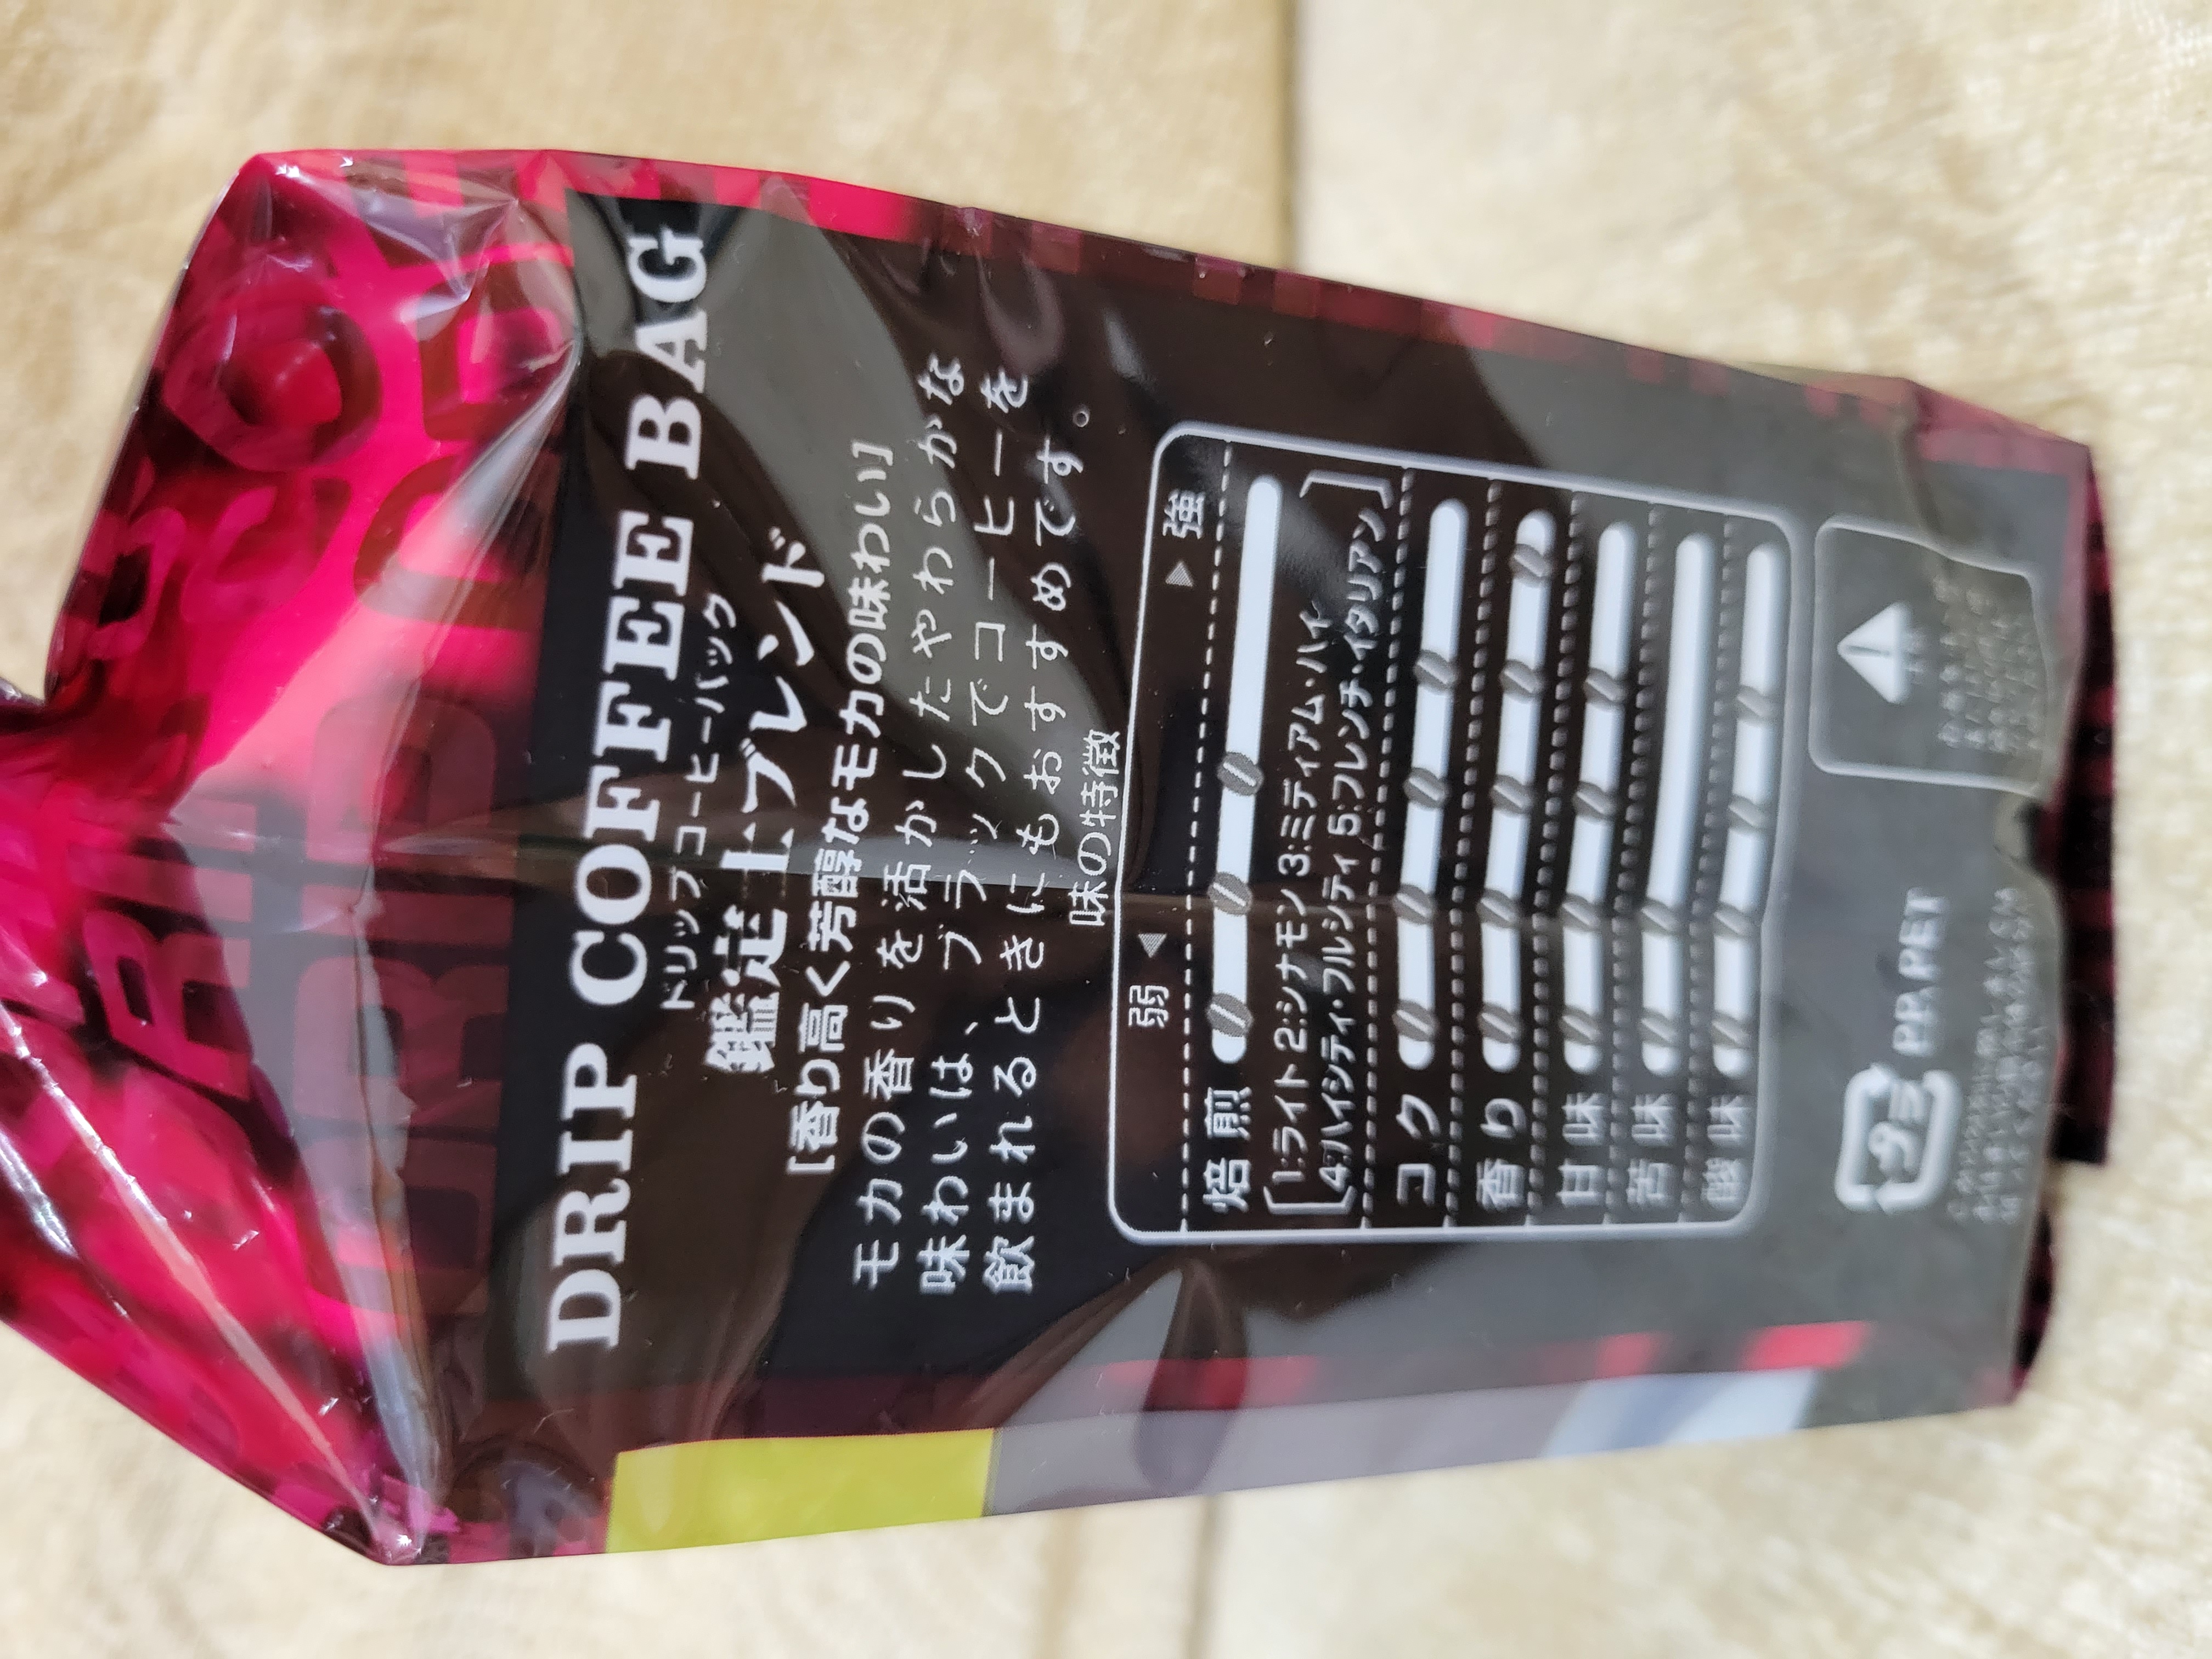 DRIP COFFEE BAG
ドリップコーヒーバック
鑑定士ブレンド
[香り高く芳醇なモカの味わい]
モカの香りを活かしたやわらかな
味わいは、ブラックでコーヒーを
飲まれるときにもおすすめです。
味の特徴
弱 ◀ ▶ 強
焙煎
1:ライト 2:シナモン 3:ミディアム・ハイ
4:ハイシティ・フルシティ 5:フレンチ・イタリアン
コク
香り
甘味
苦味
酸味
プラ PP,PET